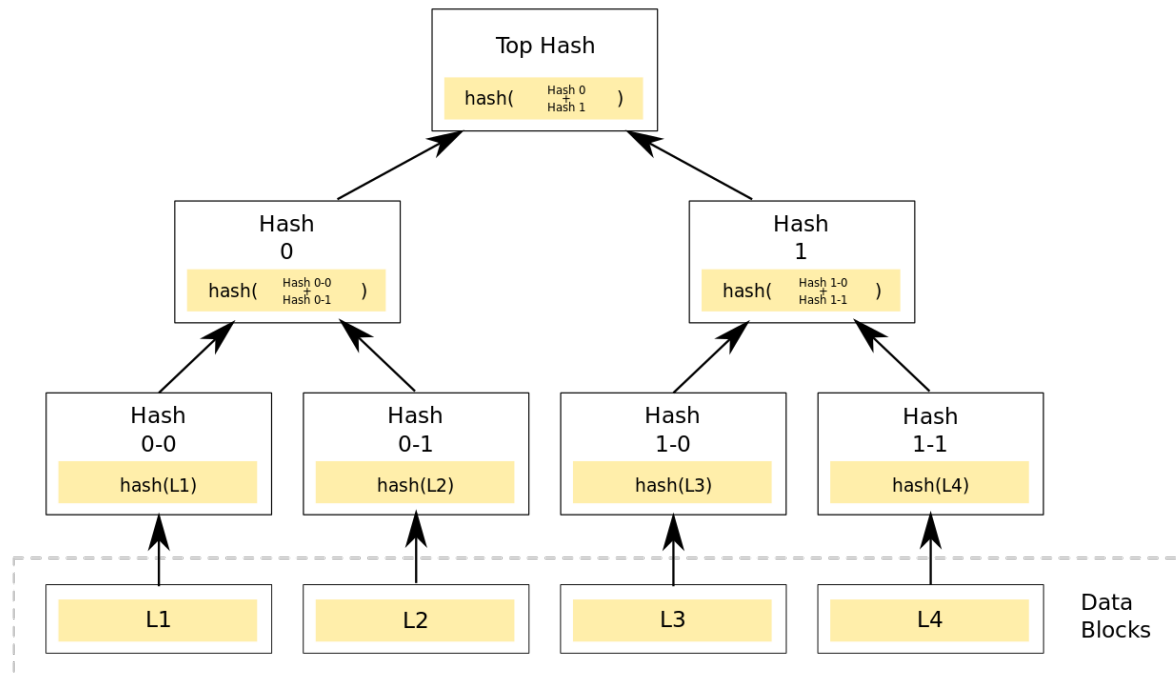 Top Hash
hash( Hash 0 + Hash 1 )
Hash
0
hash( Hash 0-0 + Hash 0-1 )
Hash
1
hash( Hash 1-0 + Hash 1-1 )
Hash
0-0
hash(L1)
Hash
0-1
hash(L2)
Hash
1-0
hash(L3)
Hash
1-1
hash(L4)
L1
L2
L3
L4
Data
Blocks